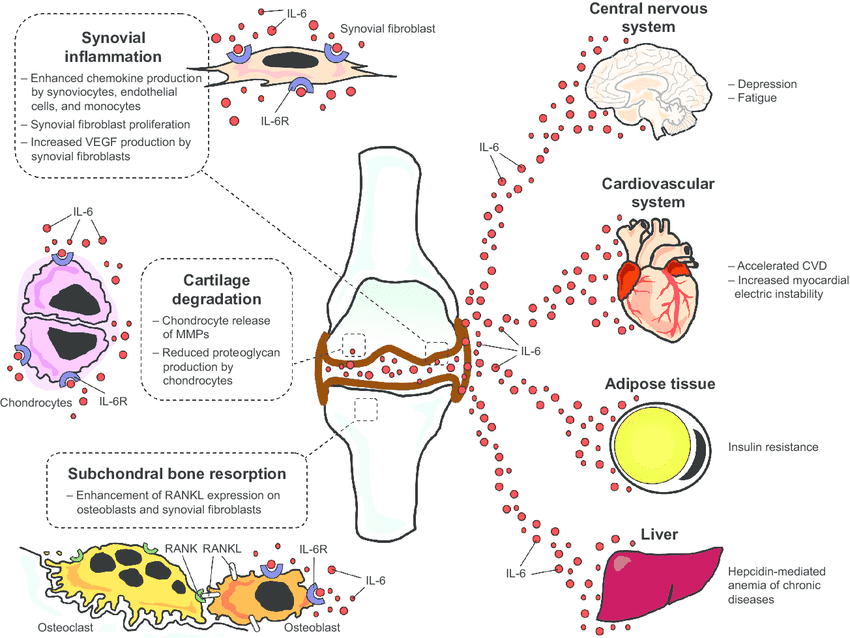 IL-6
Synovial fibroblast
Synovial
inflammation
– Enhanced chemokine production
by synoviocytes, endothelial
cells, and monocytes
– Synovial fibroblast proliferation
– Increased VEGF production by
synovial fibroblasts
IL-6R
Central nervous
system
– Depression
– Fatigue
IL-6
Cardiovascular
system
– Accelerated CVD
– Increased myocardial
electric instability
IL-6
IL-6
Cartilage
degradation
– Chondrocyte release
of MMPs
– Reduced proteoglycan
production by
chondrocytes
Chondrocytes
IL-6R
Adipose tissue
Insulin resistance
Subchondral bone resorption
– Enhancement of RANKL expression on
osteoblasts and synovial fibroblasts
RANK
RANKL
IL-6R
IL-6
Osteoclast
Osteoblast
Liver
IL-6
Hepcidin-mediated
anemia of chronic
diseases